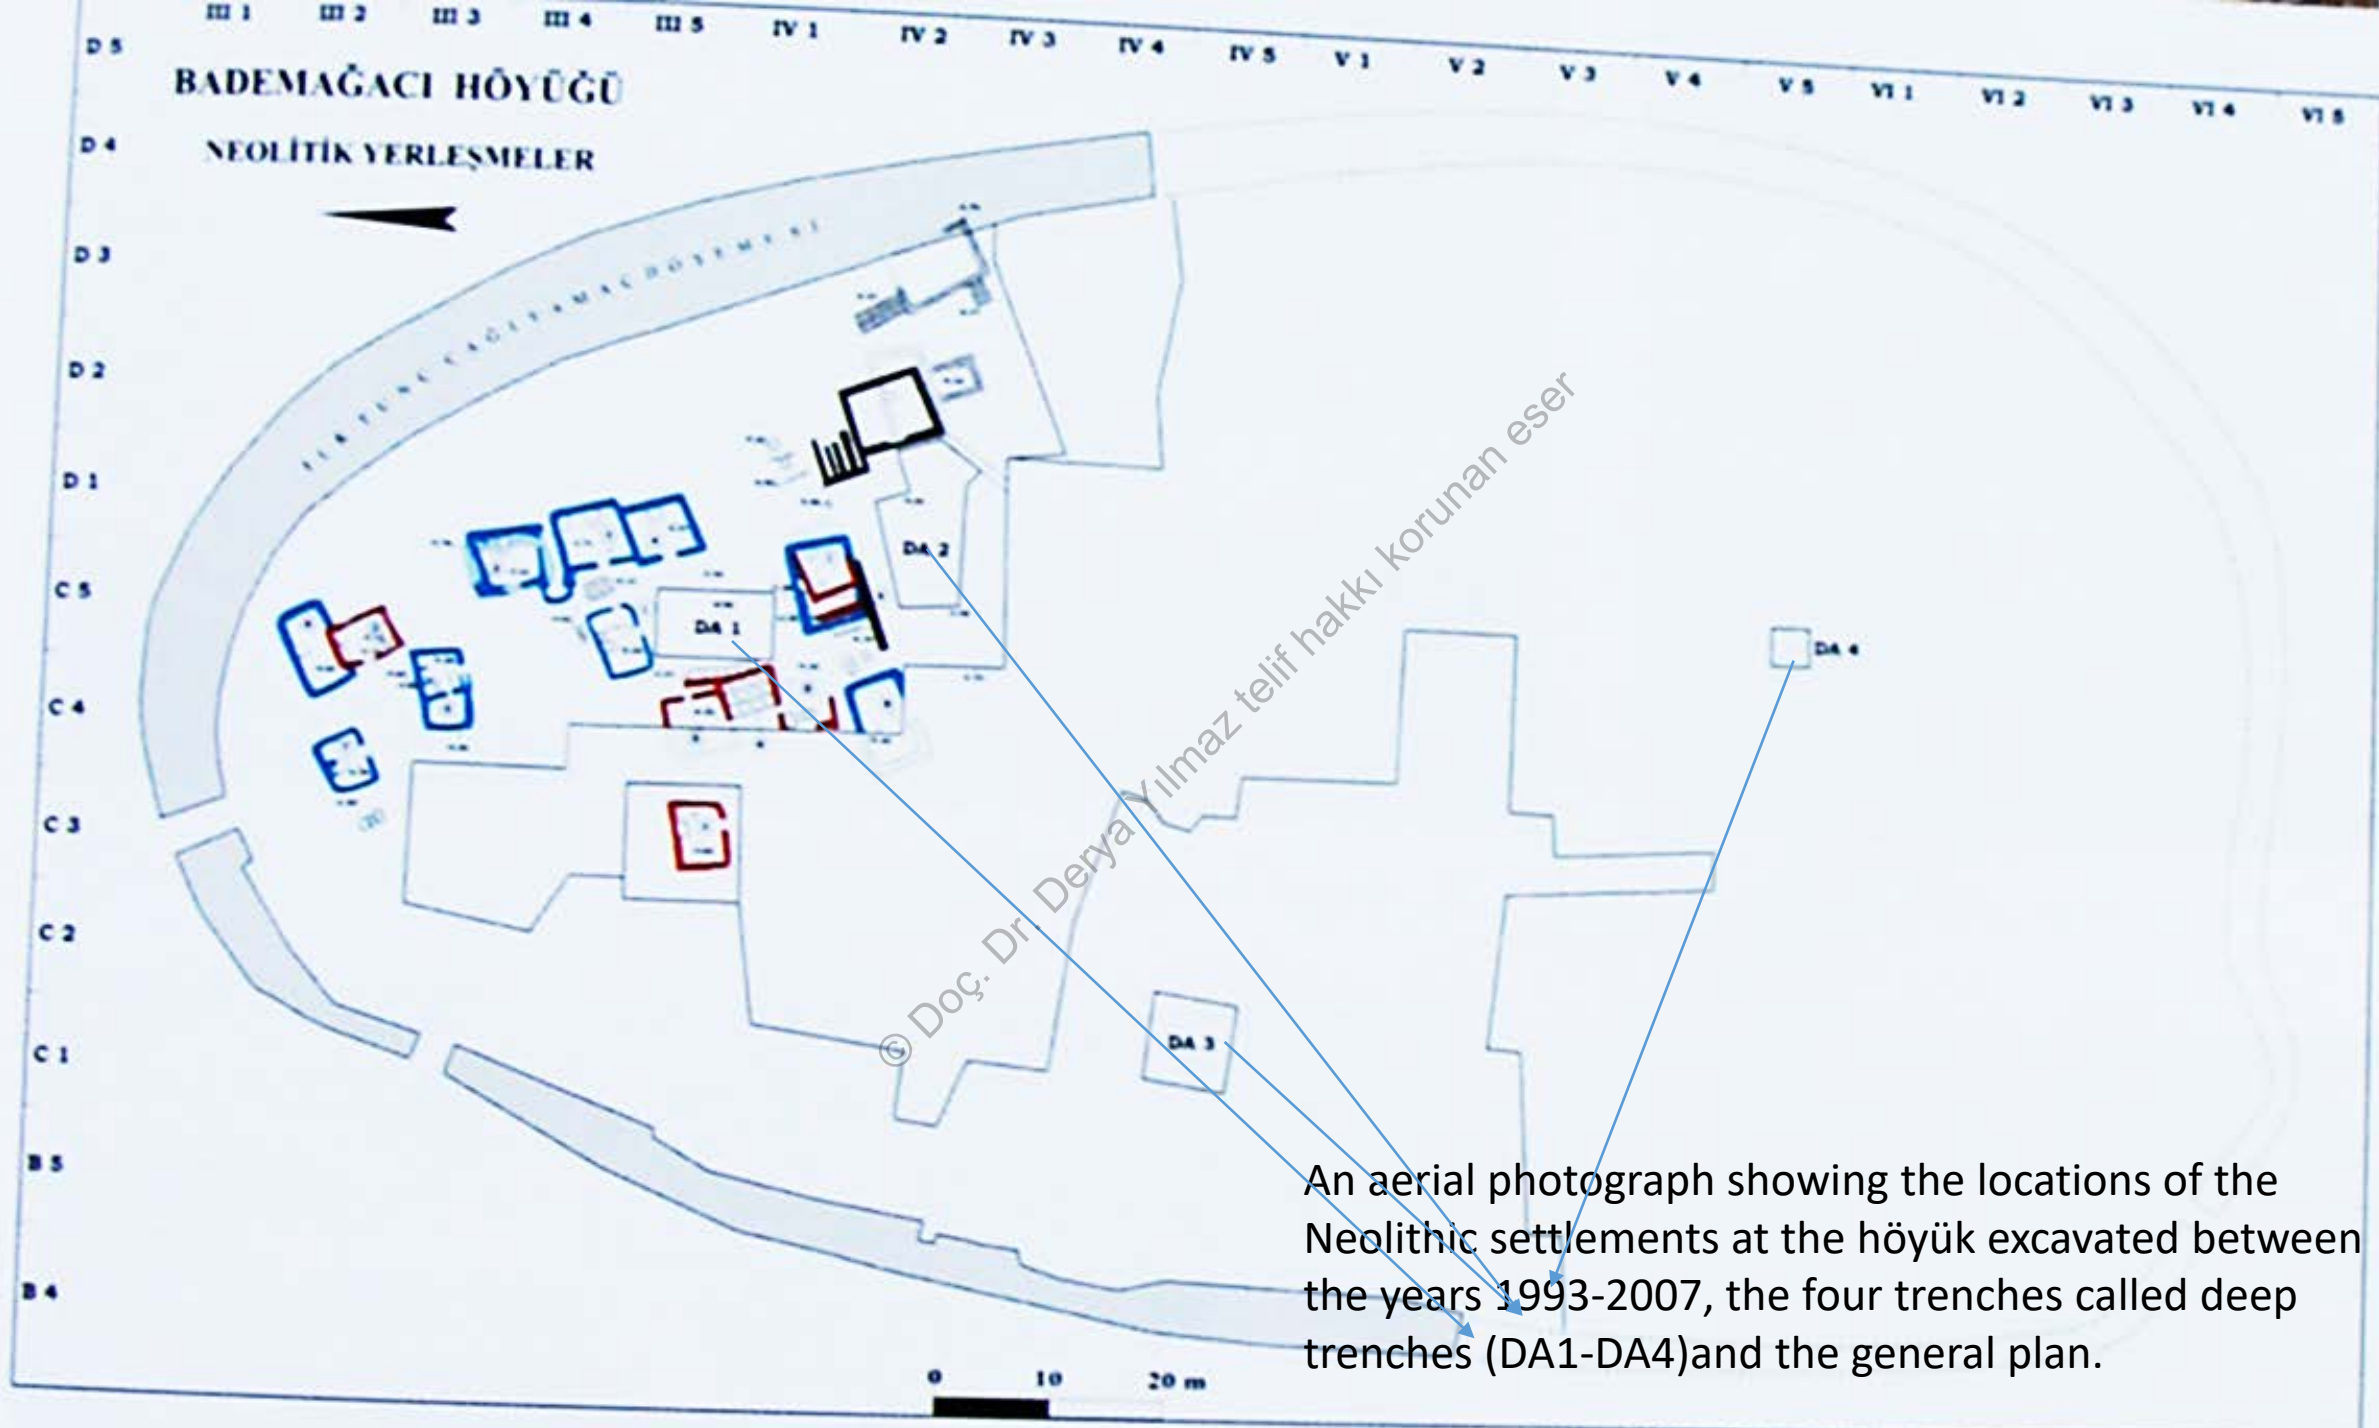 III 1 III 2 III 3 III 4 III 5 IV 1 IV 2 IV 3 IV 4 IV 5 V 1 V 2 V 3 V 4 V 5 VI 1 VI 2 VI 3 VI 4 VI 5
D 5
BADEMAĞACI HÖYÜĞÜ
D 4
NEOLİTİK YERLEŞMELER
D 3
İLK TUNÇ ÇAĞI YAMAÇ DÖŞEMESİ
D 2
D 1
DA 2
C 5
DA 1
DA 4
C 4
C 3
C 2
C 1
DA 3
B 5
B 4
© Doç. Dr. Derya Yılmaz telif hakkı korunan eser
An aerial photograph showing the locations of the
Neolithic settlements at the höyük excavated between
the years 1993-2007, the four trenches called deep
trenches (DA1-DA4)and the general plan.
0 10 20 m